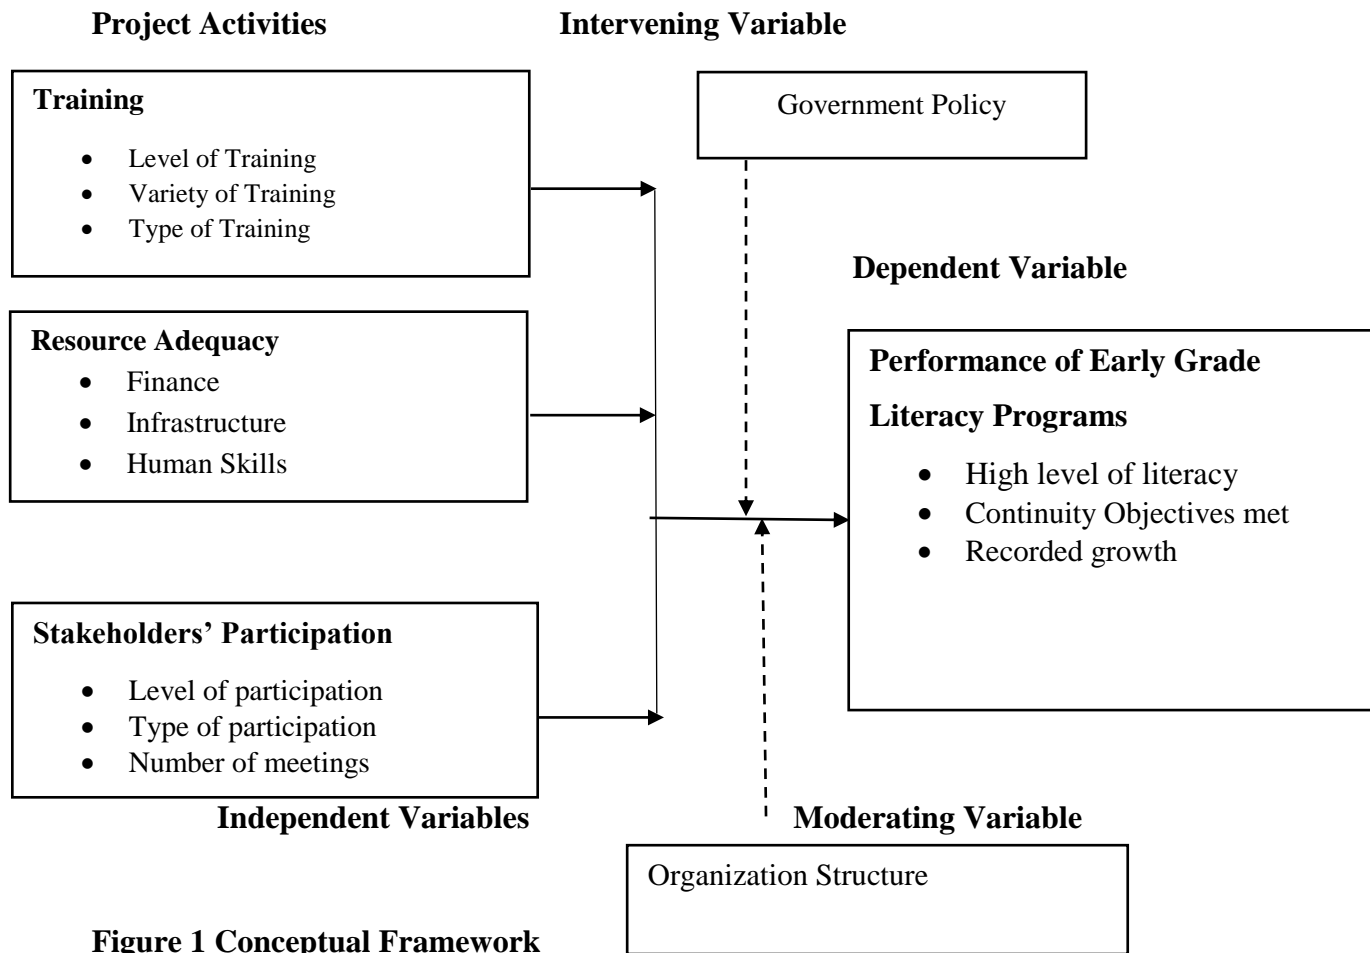 Project Activities
Intervening Variable
Training
• Level of Training
• Variety of Training
• Type of Training
Government Policy
Dependent Variable
Resource Adequacy
• Finance
• Infrastructure
• Human Skills
Performance of Early Grade
Literacy Programs
• High level of literacy
• Continuity Objectives met
• Recorded growth
Stakeholders’ Participation
• Level of participation
• Type of participation
• Number of meetings
Independent Variables
Moderating Variable
Organization Structure
Figure 1 Conceptual Framework